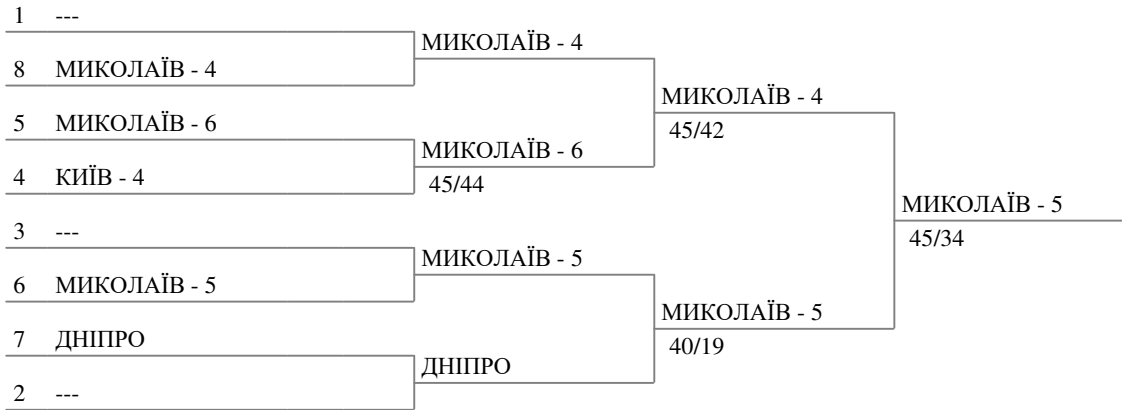 1 ---
8 МИКОЛАЇВ - 4
5 МИКОЛАЇВ - 6
4 КИЇВ - 4
3 ---
6 МИКОЛАЇВ - 5
7 ДНІПРО
2 ---
МИКОЛАЇВ - 4
МИКОЛАЇВ - 6
45/44
МИКОЛАЇВ - 5
ДНІПРО
МИКОЛАЇВ - 4
45/42
МИКОЛАЇВ - 5
40/19
МИКОЛАЇВ - 5
45/34